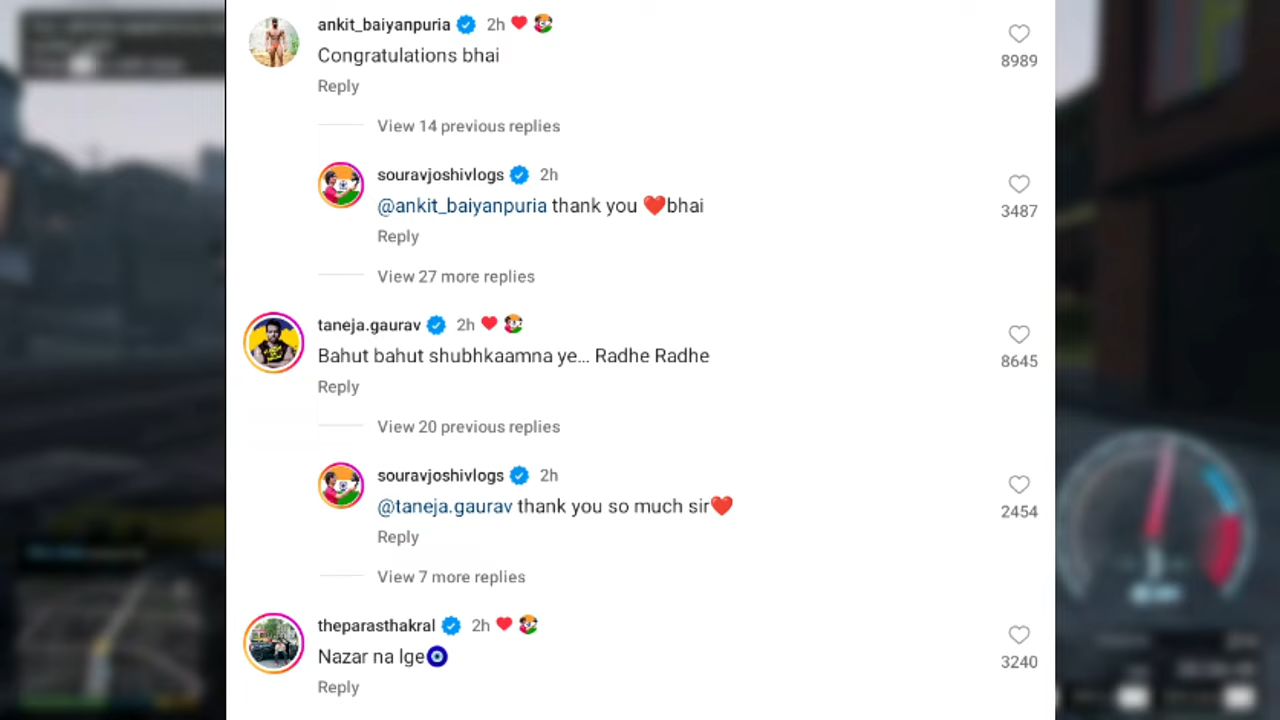 ankit_baiyanpuria 2h
Congratulations bhai
8989
Reply
View 14 previous replies
souravjoshivlogs 2h
@ankit_baiyanpuria thank you ❤️bhai
3487
Reply
View 27 more replies
taneja.gaurav 2h
Bahut bahut shubhkaamna ye... Radhe Radhe
8645
Reply
View 20 previous replies
souravjoshivlogs 2h
@taneja.gaurav thank you so much sir❤️
2454
Reply
View 7 more replies
theparasthakral 2h
Nazar na lge🧿
3240
Reply